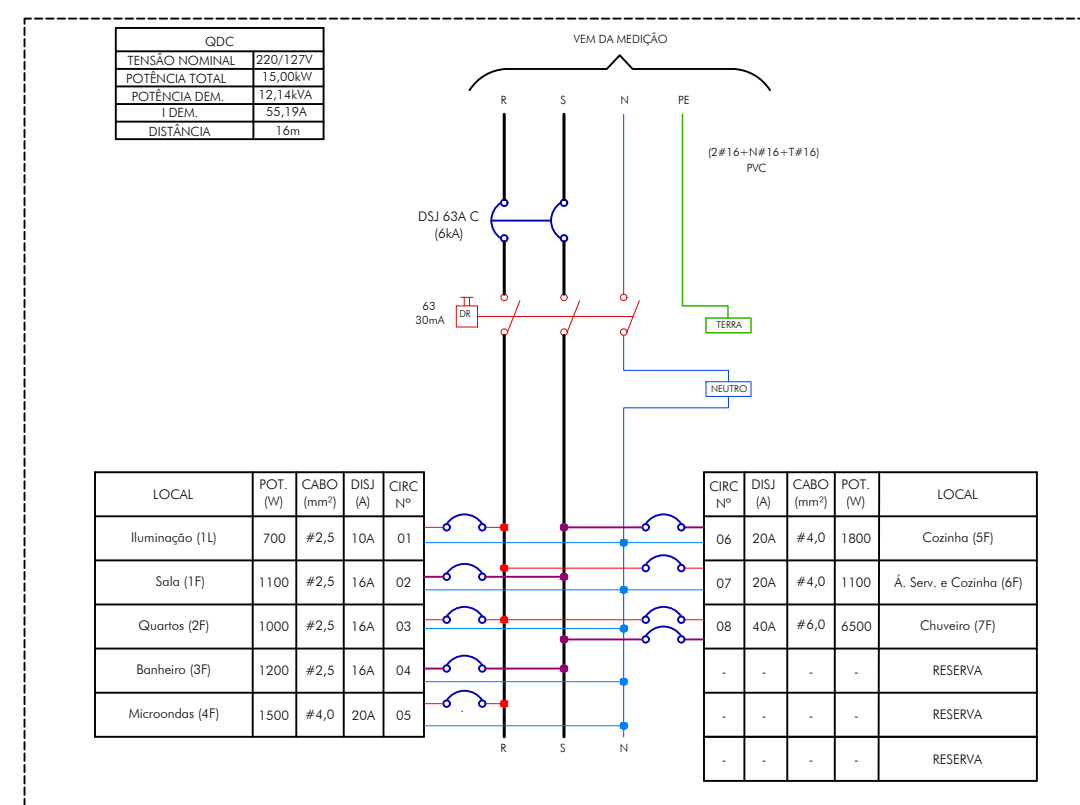 QDC
TENSÃO NOMINAL 220/127V
POTÊNCIA TOTAL 15,00kW
POTÊNCIA DEM. 12,14kVA
I DEM. 55,19A
DISTÂNCIA 16m
VEM DA MEDIÇÃO
R S N PE
(2#16+N#16+T#16)
PVC
DSJ 63A C
(6kA)
63
30mA
DR
TERRA
NEUTRO
LOCAL POT. (W) CABO (mm²) DISJ (A) CIRC Nº
Iluminação (1L) 700 #2,5 10A 01
Sala (1F) 1100 #2,5 16A 02
Quartos (2F) 1000 #2,5 16A 03
Banheiro (3F) 1200 #2,5 16A 04
Microondas (4F) 1500 #4,0 20A 05
CIRC Nº DISJ (A) CABO (mm²) POT. (W) LOCAL
06 20A #4,0 1800 Cozinha (5F)
07 20A #4,0 1100 Á. Serv. e Cozinha (6F)
08 40A #6,0 6500 Chuveiro (7F)
- - - - RESERVA
- - - - RESERVA
- - - - RESERVA
R S N